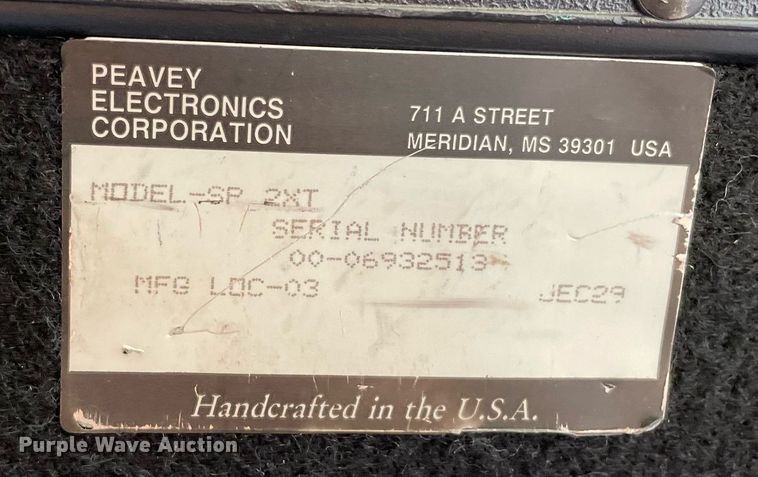 PEAVEY
ELECTRONICS
CORPORATION
711 A STREET
MERIDIAN, MS 39301 USA
MODEL-SP 2XT
SERIAL NUMBER
00-06932513
MFG LOC-03 JEC29
Handcrafted in the U.S.A.
Purple Wave Auction